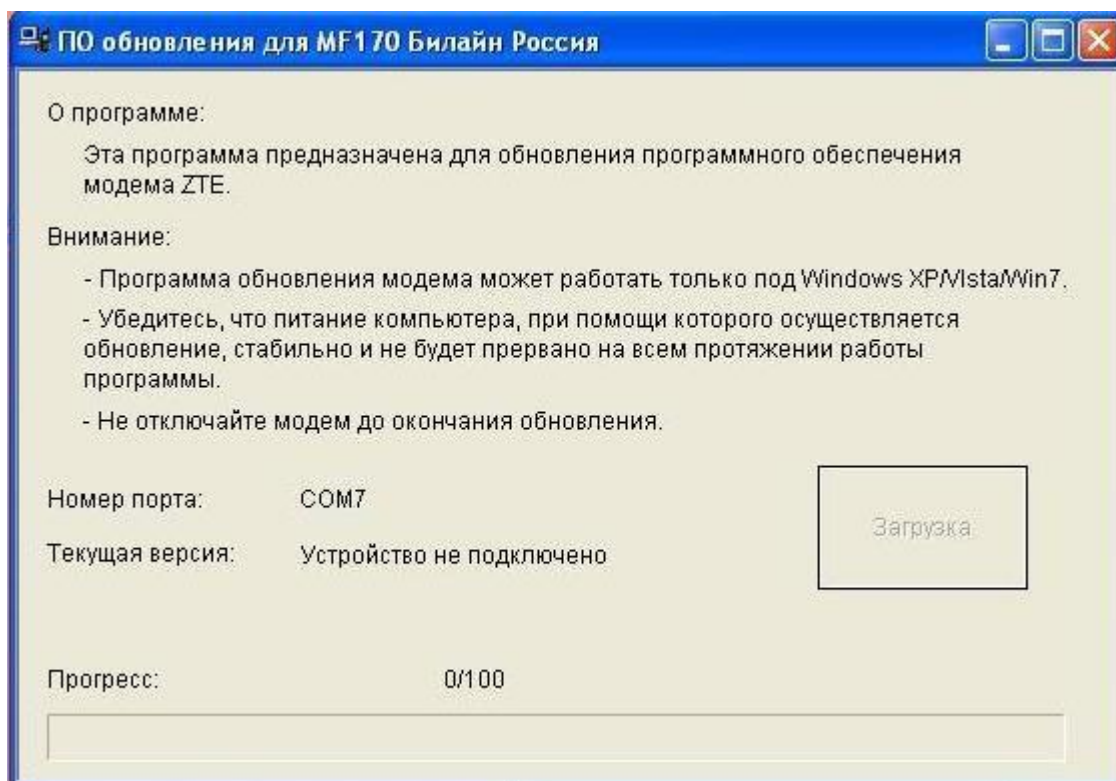 ПО обновления для MF170 Билайн Россия
О программе:
Эта программа предназначена для обновления программного обеспечения
модема ZTE.
Внимание:
- Программа обновления модема может работать только под Windows XP/VIsta/Win7.
- Убедитесь, что питание компьютера, при помощи которого осуществляется
обновление, стабильно и не будет прервано на всем протяжении работы
программы.
- Не отключайте модем до окончания обновления.
Номер порта: COM7
Загрузка
Текущая версия: Устройство не подключено
Прогресс: 0/100